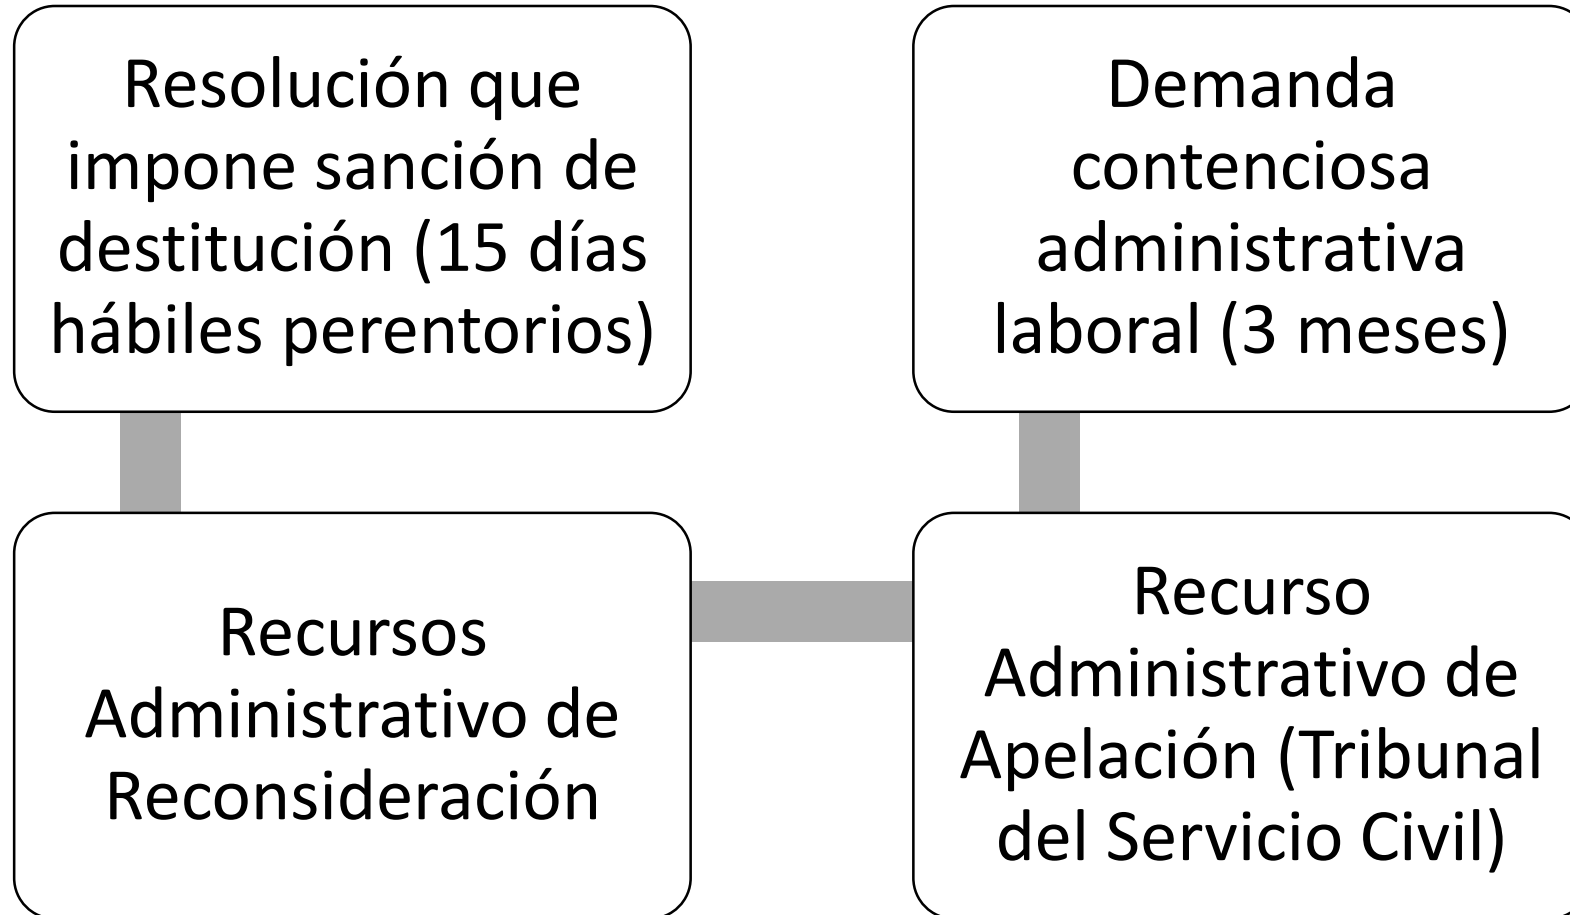 Resolución que
impone sanción de
destitución (15 días
hábiles perentorios)
Recursos
Administrativo de
Reconsideración
Recurso
Administrativo de
Apelación (Tribunal
del Servicio Civil)
Demanda
contenciosa
administrativa
laboral (3 meses)